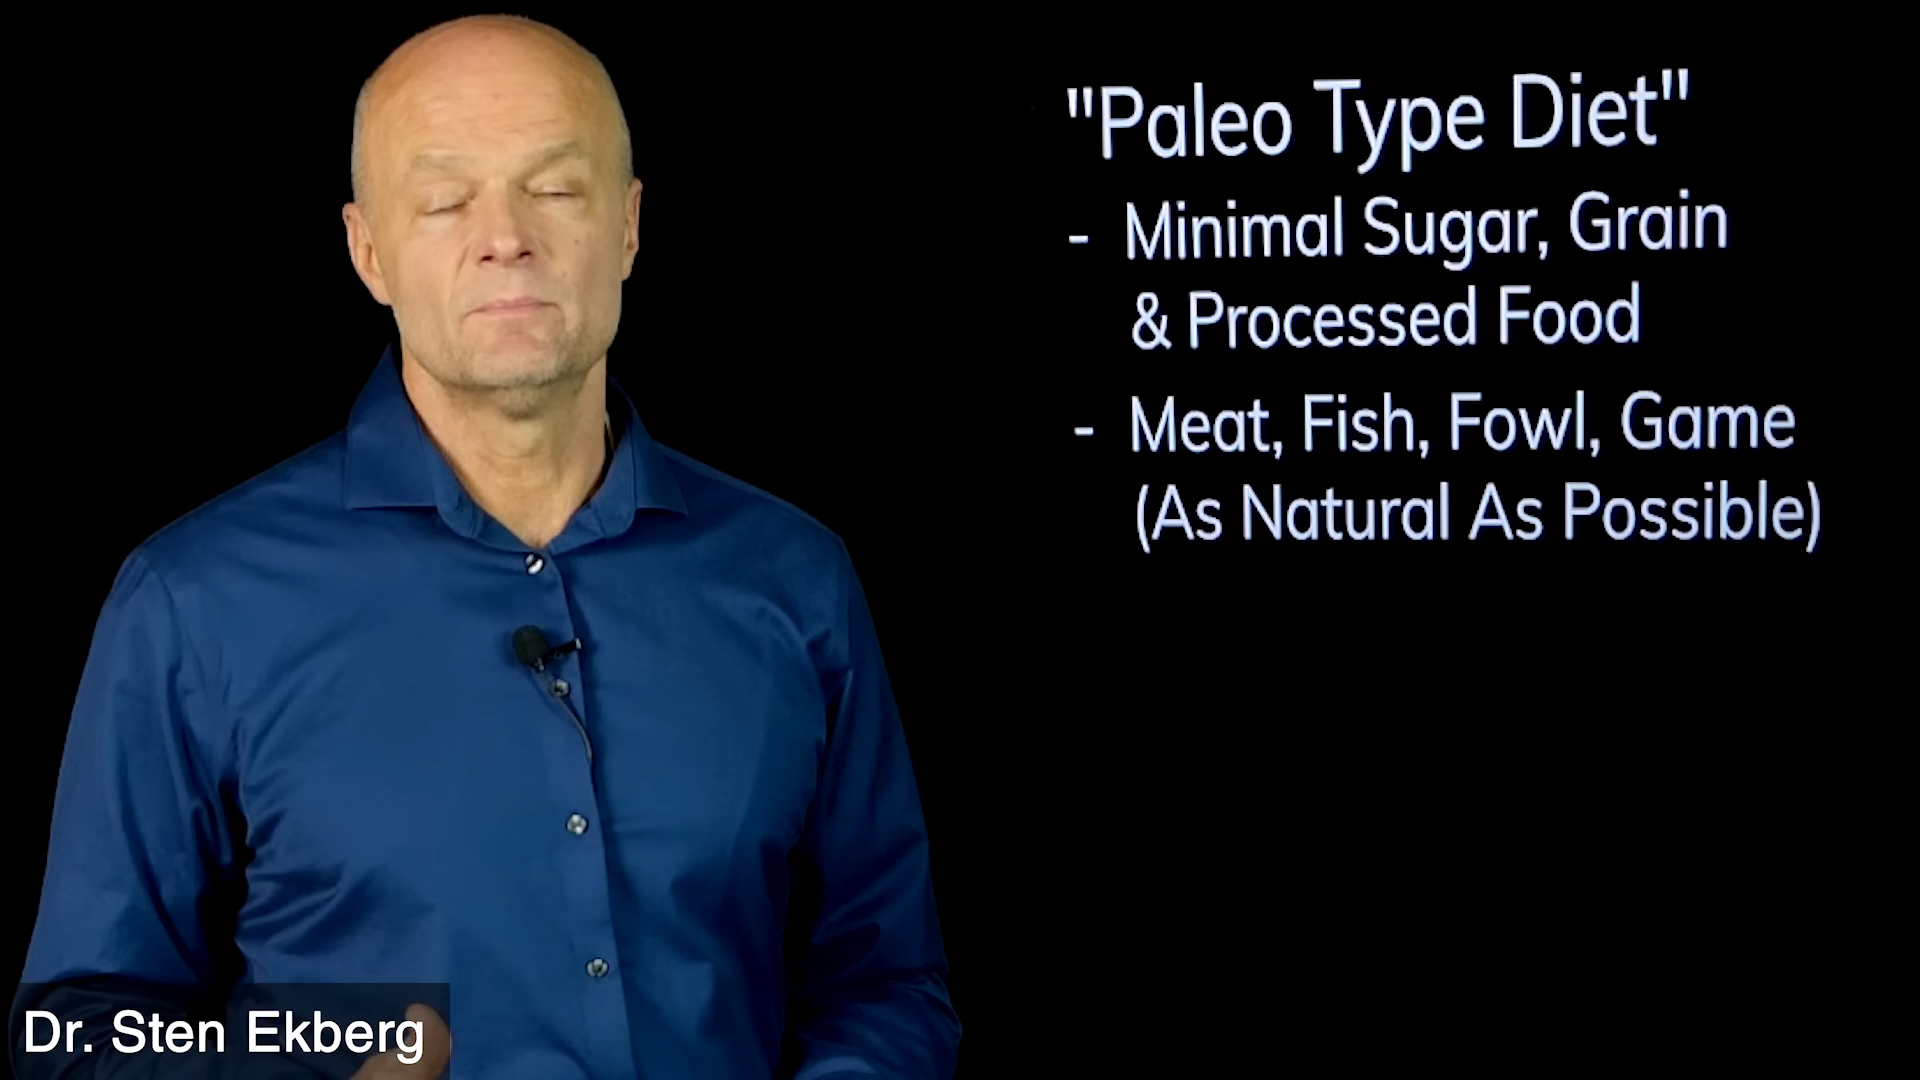 "Paleo Type Diet"
- Minimal Sugar, Grain
& Processed Food
- Meat, Fish, Fowl, Game
(As Natural As Possible)
Dr. Sten Ekberg